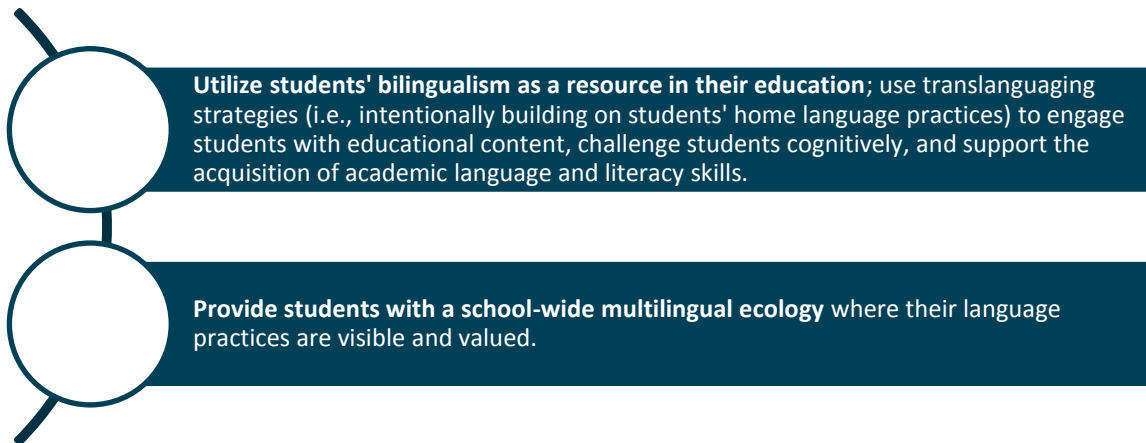 Utilize students' bilingualism as a resource in their education; use translanguaging
strategies (i.e., intentionally building on students' home language practices) to engage
students with educational content, challenge students cognitively, and support the
acquisition of academic language and literacy skills.
Provide students with a school-wide multilingual ecology where their language
practices are visible and valued.